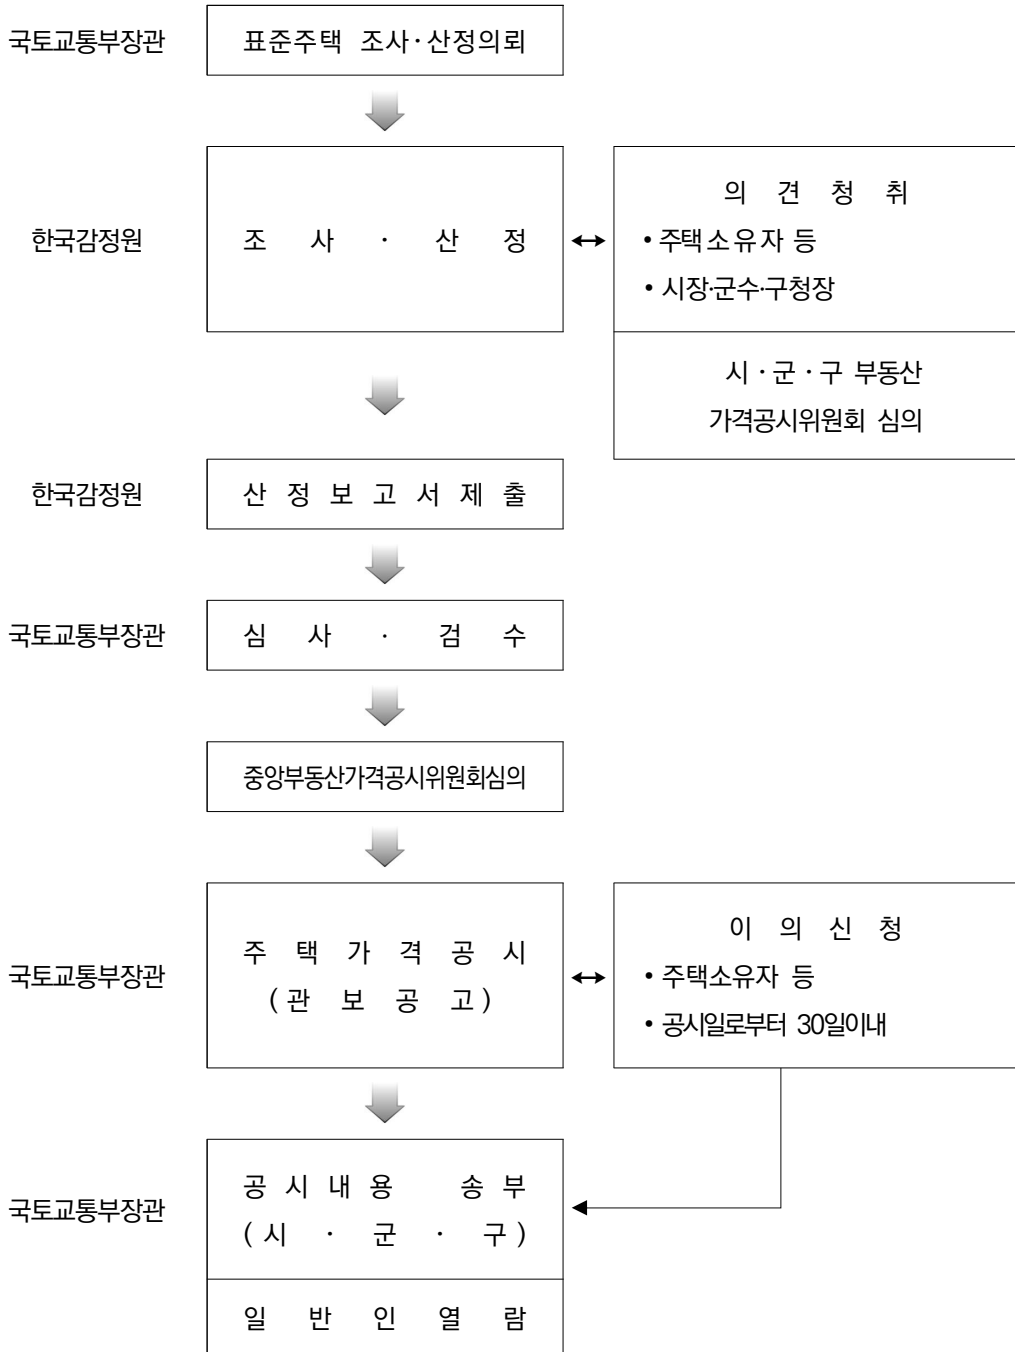 국토교통부장관
표준주택 조사·산정의뢰
한국감정원
조 사 · 산 정
의 견 청 취
• 주택소유자 등
• 시장·군수·구청장
시·군·구 부동산
가격공시위원회 심의
한국감정원
산 정 보 고 서 제 출
국토교통부장관
심 사 · 검 수
중앙부동산가격공시위원회심의
국토교통부장관
주 택 가 격 공 시
(관 보 공 고)
이 의 신 청
• 주택소유자 등
• 공시일로부터 30일이내
국토교통부장관
공 시 내 용 송 부
(시 · 군 · 구)
일 반 인 열 람